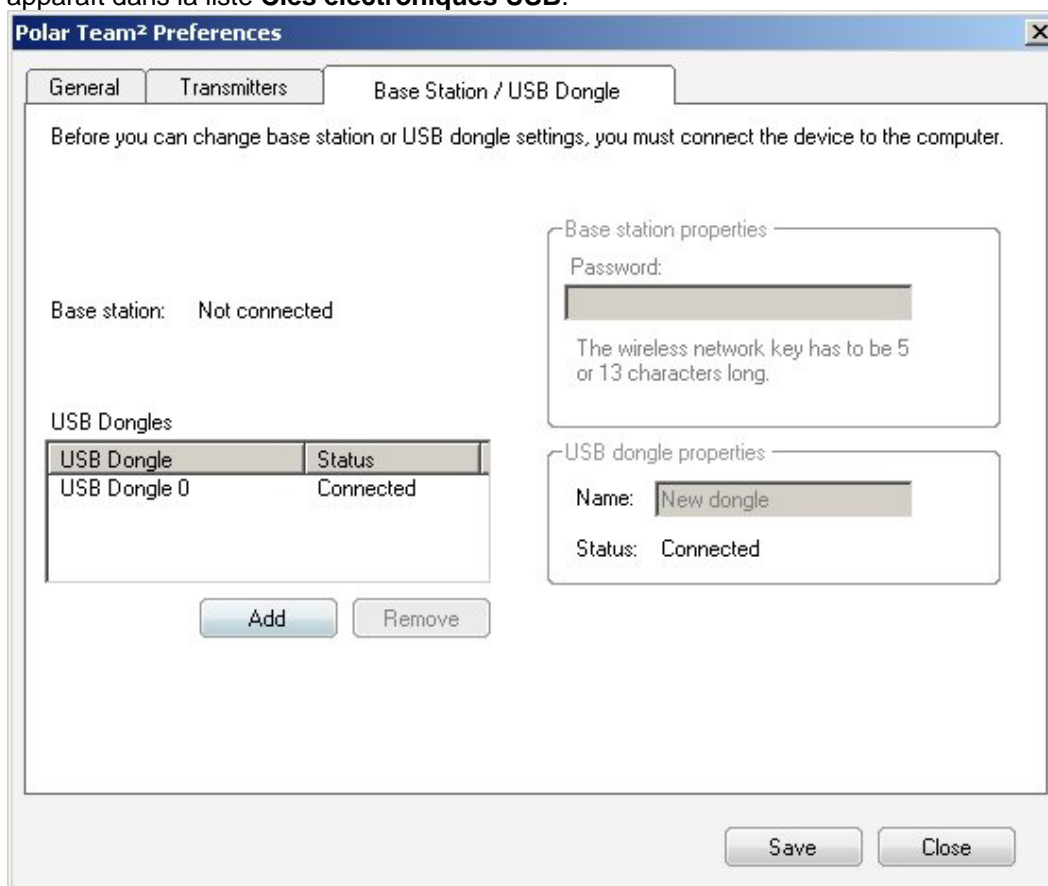 apparaît dans la liste Clés électroniques USB.
Polar Team² Preferences
General
Transmitters
Base Station / USB Dongle
Before you can change base station or USB dongle settings, you must connect the device to the computer.
Base station: Not connected
Base station properties
Password:
The wireless network key has to be 5
or 13 characters long.
USB Dongles
USB Dongle Status
USB Dongle 0 Connected
USB dongle properties
Name: New dongle
Status: Connected
Add
Remove
Save
Close